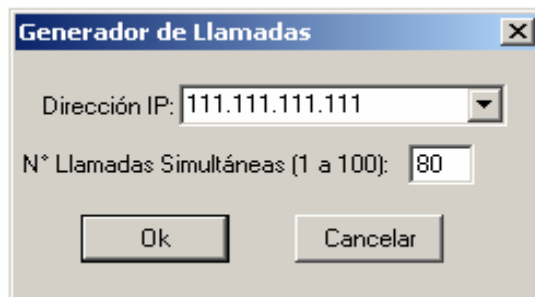 Generador de Llamadas
Dirección IP: 111.111.111.111
N° Llamadas Simultáneas (1 a 100): 80
Ok Cancelar